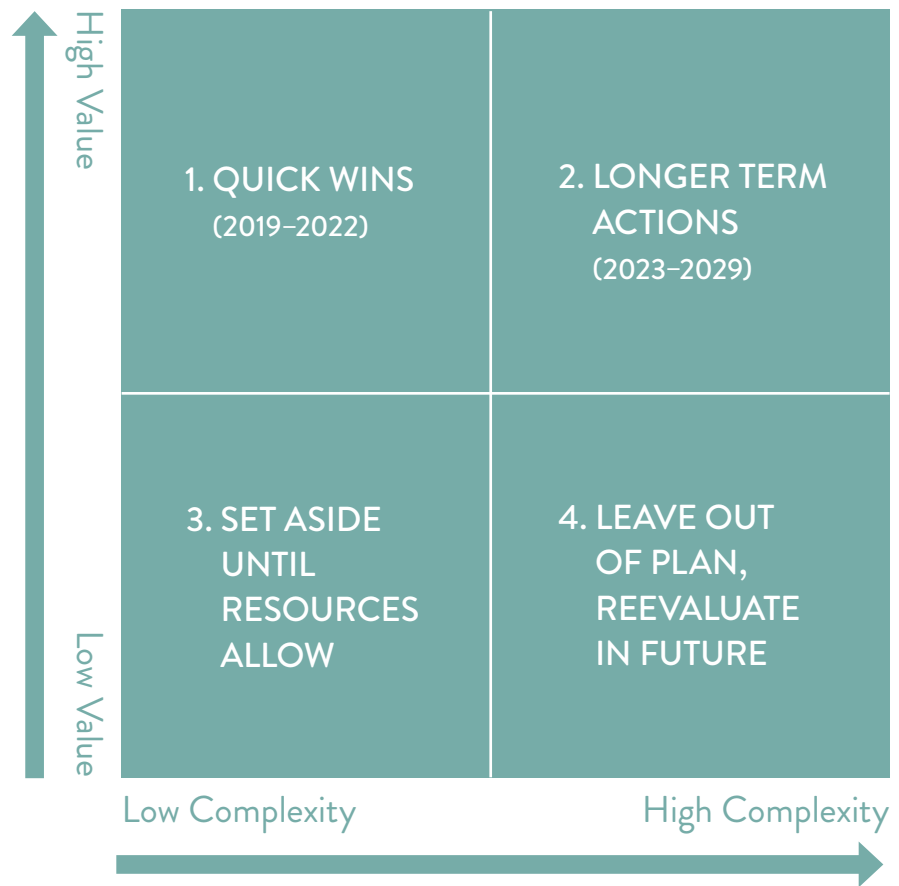 High Value
1. QUICK WINS
(2019–2022)
2. LONGER TERM
ACTIONS
(2023–2029)
3. SET ASIDE
UNTIL
RESOURCES
ALLOW
4. LEAVE OUT
OF PLAN,
REEVALUATE
IN FUTURE
Low Value
Low Complexity
High Complexity